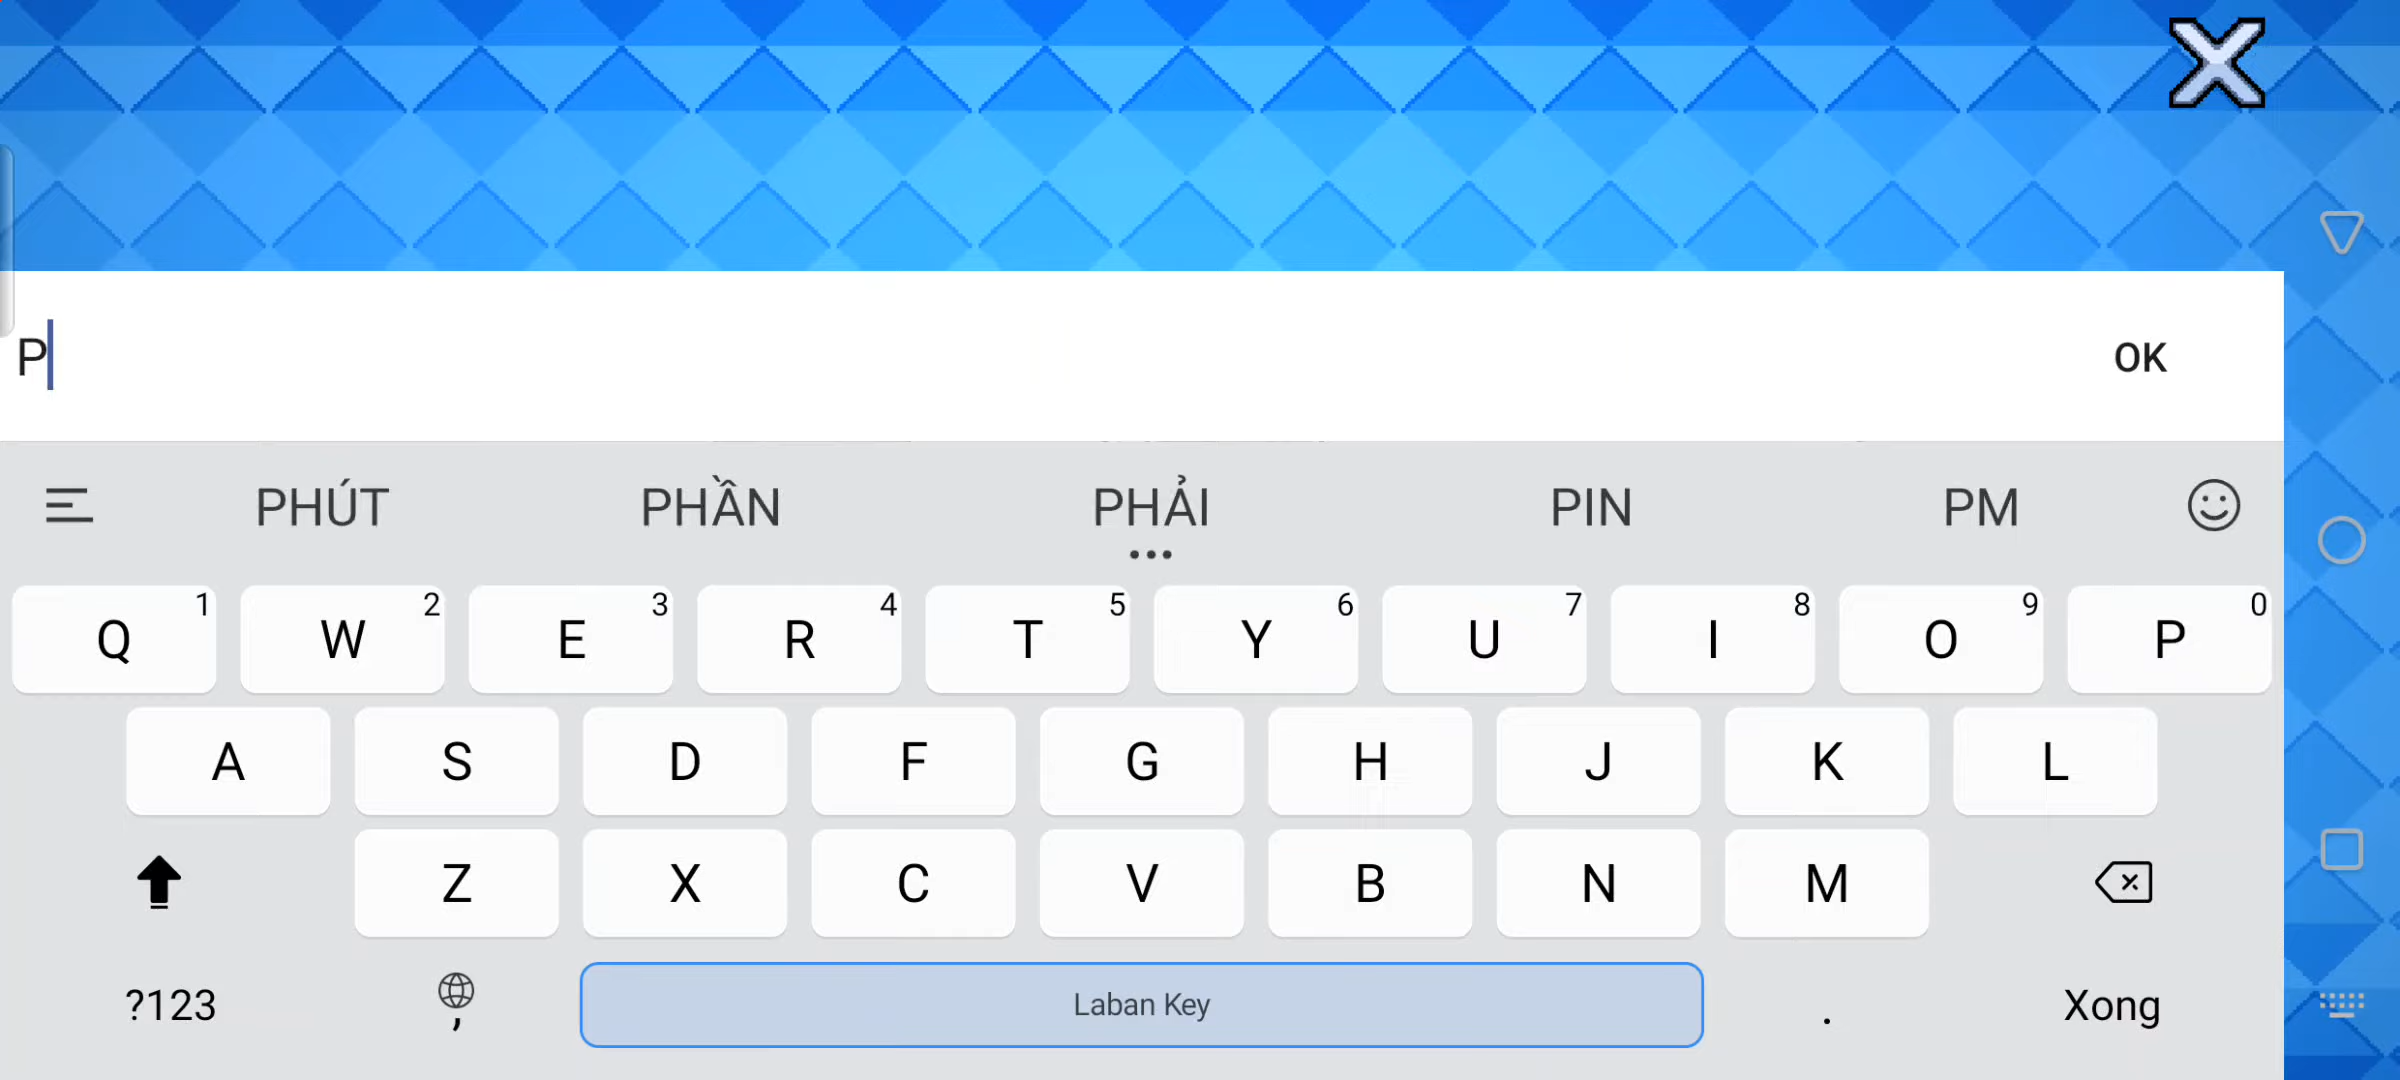 P
OK
PHÚT PHẦN PHẢI PIN PM
Q 1 W 2 E 3 R 4 T 5 Y 6 U 7 I 8 O 9 P 0
A S D F G H J K L
Z X C V B N M
?123 , Laban Key . Xong